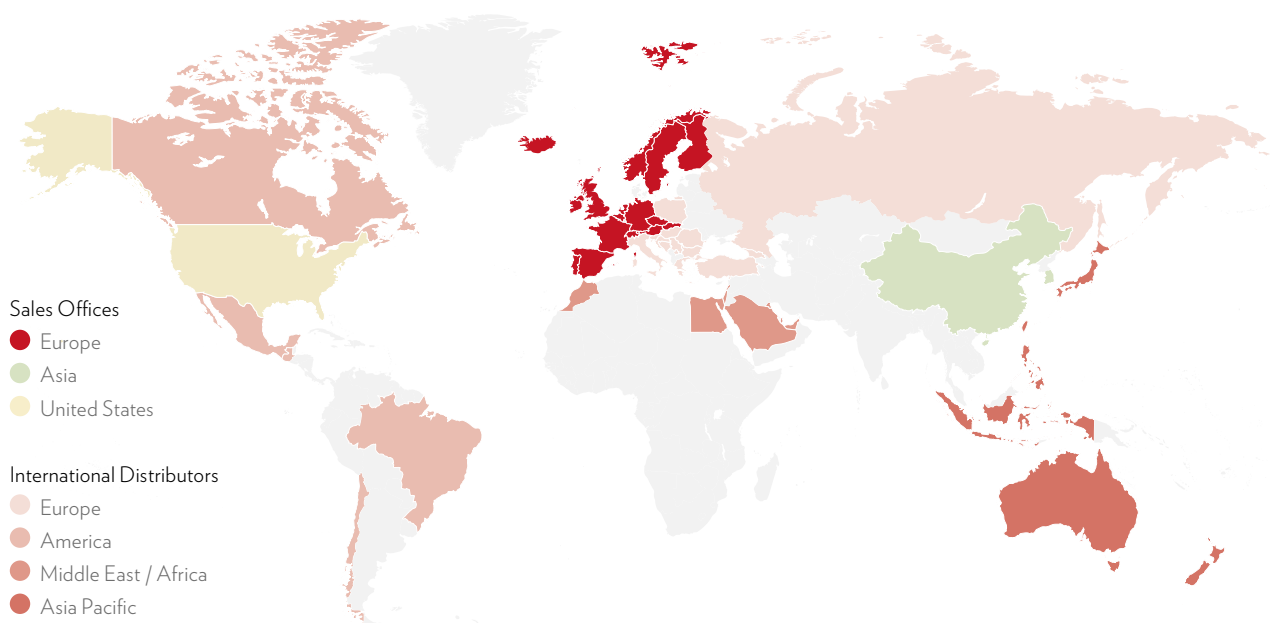 Sales Offices
Europe
Asia
United States
International Distributors
Europe
America
Middle East / Africa
Asia Pacific